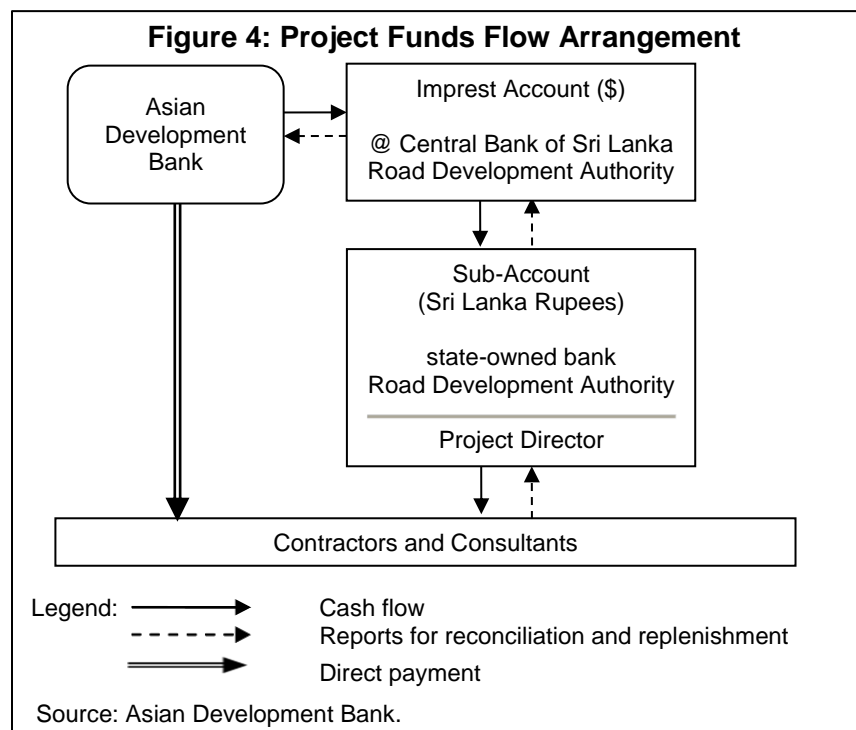 Figure 4: Project Funds Flow Arrangement
Asian
Development
Bank
Imprest Account ($)
@ Central Bank of Sri Lanka
Road Development Authority
Sub-Account
(Sri Lanka Rupees)
state-owned bank
Road Development Authority
Project Director
Contractors and Consultants
Legend:
Cash flow
Reports for reconciliation and replenishment
Direct payment
Source: Asian Development Bank.